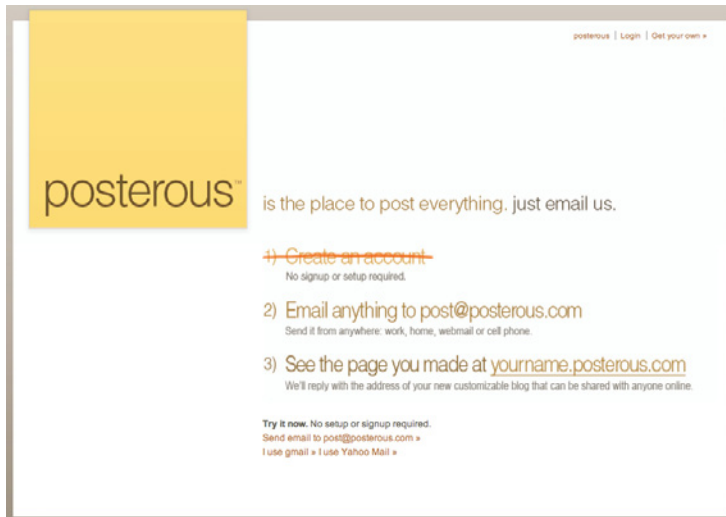 posterous | Login | Get your own »
posterous™
is the place to post everything. just email us.
1) Create an account
No signup or setup required.
2) Email anything to post@posterous.com
Send it from anywhere: work, home, webmail or cell phone.
3) See the page you made at yourname.posterous.com
We'll reply with the address of your new customizable blog that can be shared with anyone online.
Try it now. No setup or signup required.
Send email to post@posterous.com »
I use gmail » I use Yahoo Mail »